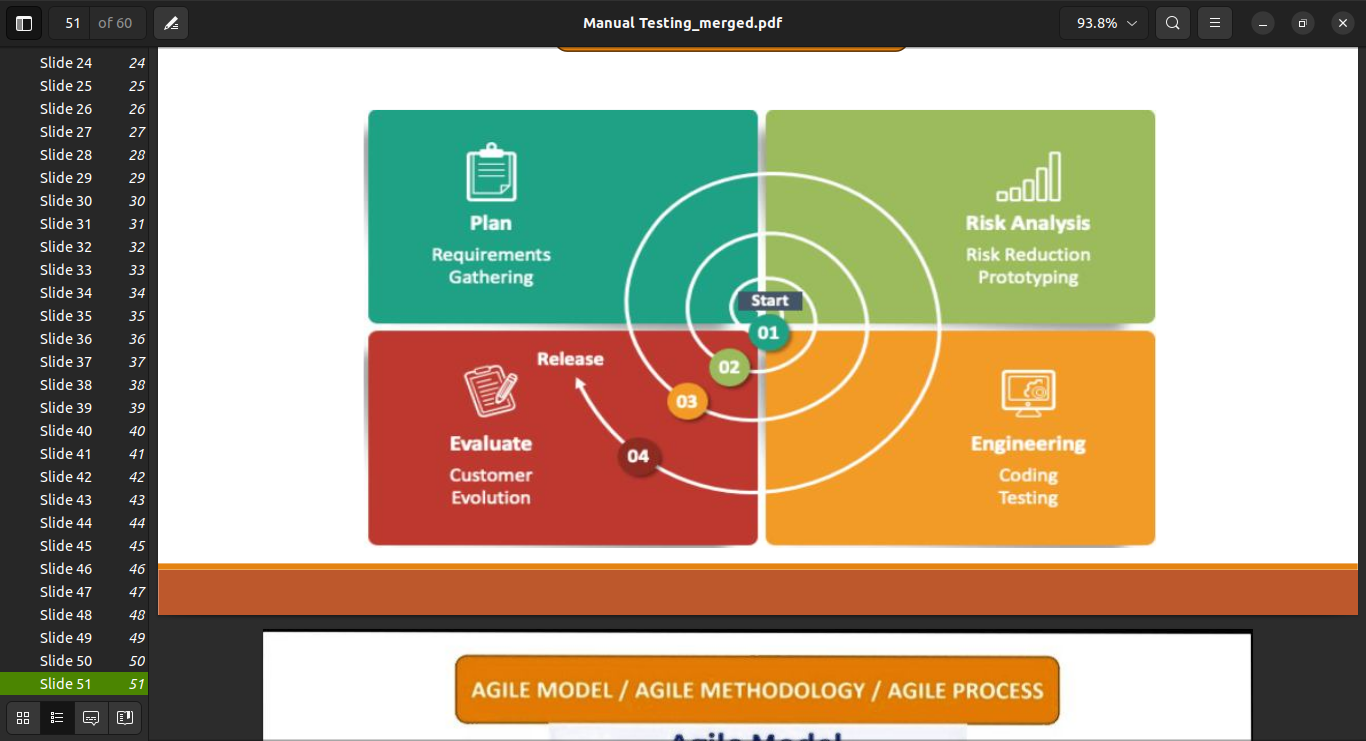 51
of 60
Manual Testing_merged.pdf
93.8%
Slide 24 24
Slide 25 25
Slide 26 26
Slide 27 27
Slide 28 28
Slide 29 29
Slide 30 30
Slide 31 31
Slide 32 32
Slide 33 33
Slide 34 34
Slide 35 35
Slide 36 36
Slide 37 37
Slide 38 38
Slide 39 39
Slide 40 40
Slide 41 41
Slide 42 42
Slide 43 43
Slide 44 44
Slide 45 45
Slide 46 46
Slide 47 47
Slide 48 48
Slide 49 49
Slide 50 50
Slide 51 51
Plan
Requirements
Gathering
Risk Analysis
Risk Reduction
Prototyping
Start
01
02
03
04
Release
Evaluate
Customer
Evolution
Engineering
Coding
Testing
AGILE MODEL / AGILE METHODOLOGY / AGILE PROCESS
Agile Model